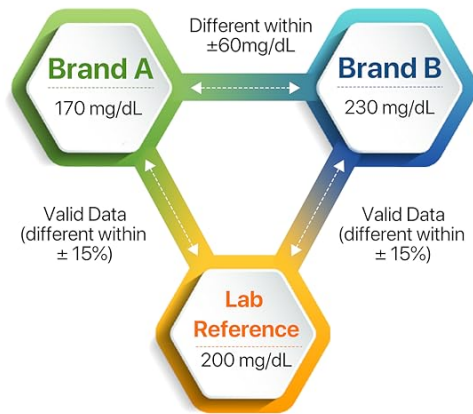 Different within
±60mg/dL
Brand A
170 mg/dL
Brand B
230 mg/dL
Valid Data
(different within
± 15%)
Valid Data
(different within
± 15%)
Lab
Reference
200 mg/dL